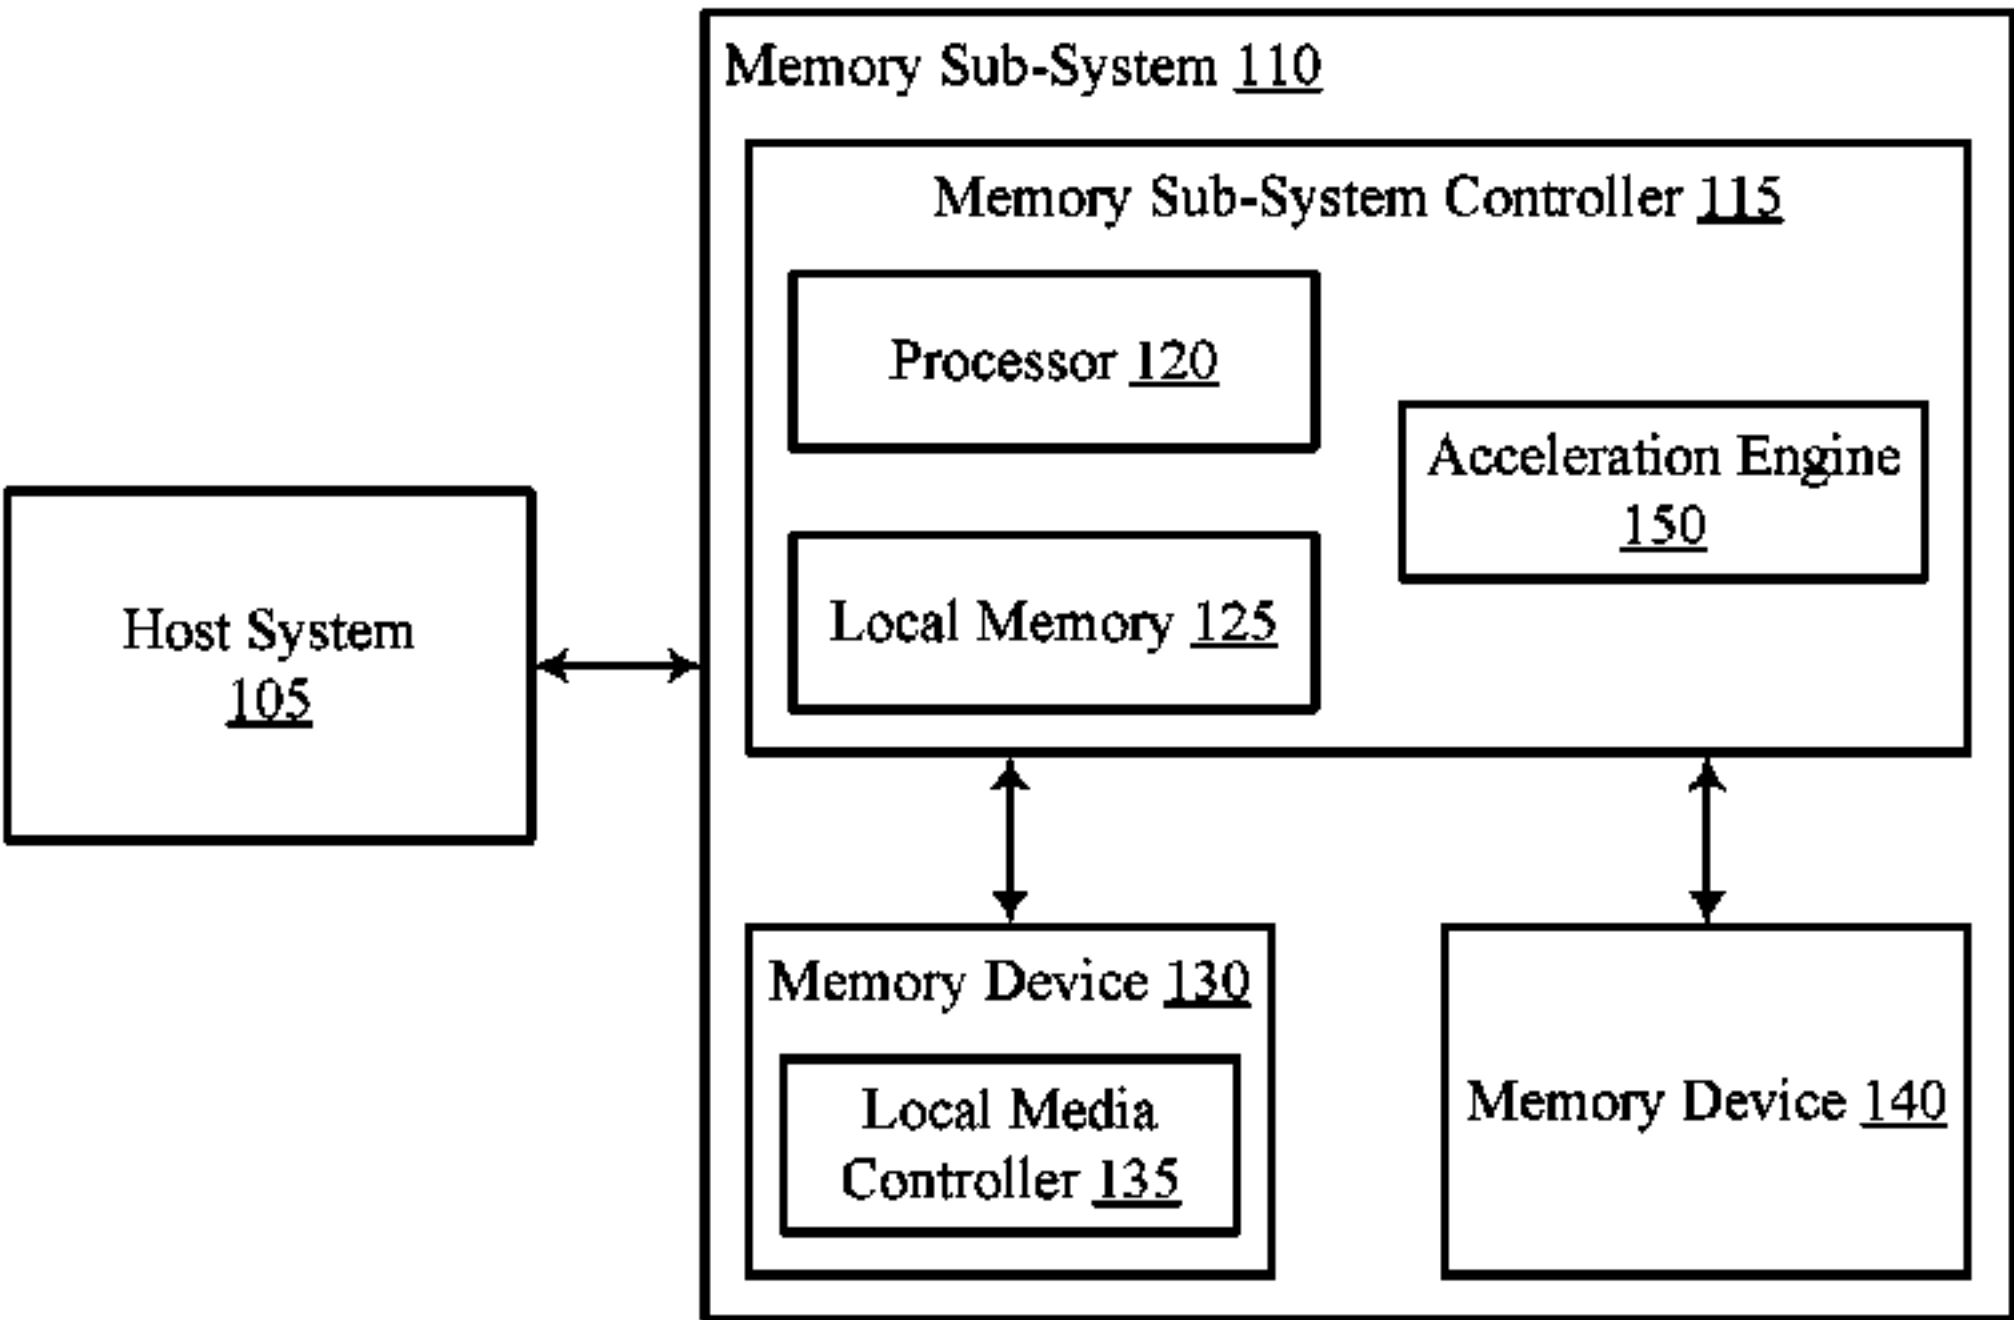 Memory Sub-System 110
Memory Sub-System Controller 115
Processor 120
Acceleration Engine
150
Local Memory 125
Host System
105
Memory Device 130
Local Media
Controller 135
Memory Device 140